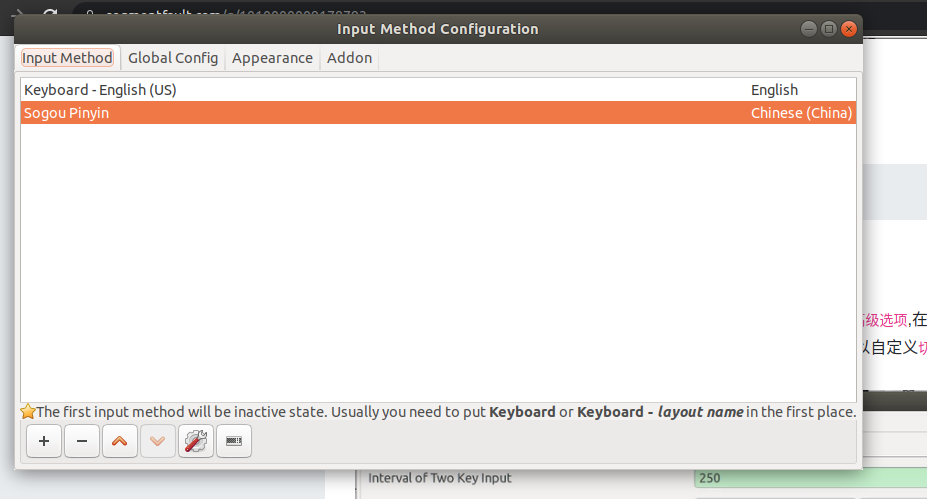 Input Method Configuration
Input Method Global Config Appearance Addon
Keyboard - English (US) English
Sogou Pinyin Chinese (China)
级选项,在
以自定义切
The first input method will be inactive state. Usually you need to put Keyboard or Keyboard - layout name in the first place.
Interval of Two Key Input 250